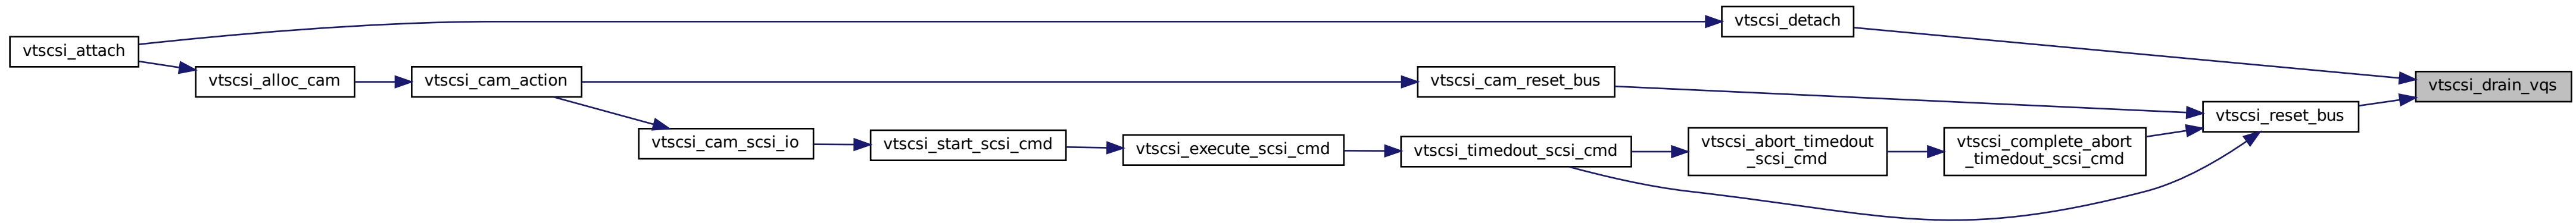 vtscsi_attach
vtscsi_alloc_cam
vtscsi_cam_action
vtscsi_cam_scsi_io
vtscsi_start_scsi_cmd
vtscsi_execute_scsi_cmd
vtscsi_detach
vtscsi_cam_reset_bus
vtscsi_timedout_scsi_cmd
vtscsi_abort_timedout
_scsi_cmd
vtscsi_complete_abort
_timedout_scsi_cmd
vtscsi_reset_bus
vtscsi_drain_vqs